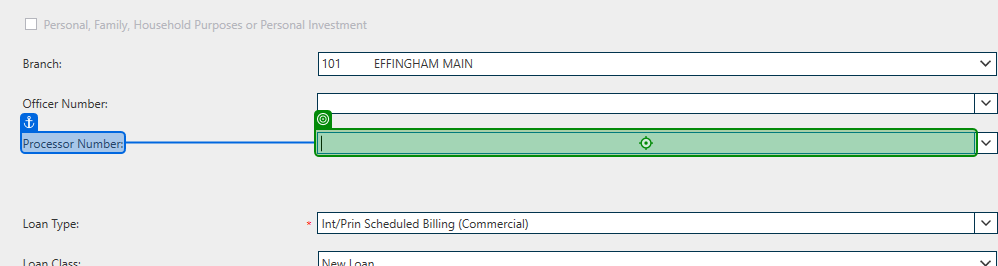 Personal, Family, Household Purposes or Personal Investment
Branch: 101 EFFINGHAM MAIN
Officer Number:
Processor Number:
Loan Type: * Int/Prin Scheduled Billing (Commercial)
Loan Class: New Loan